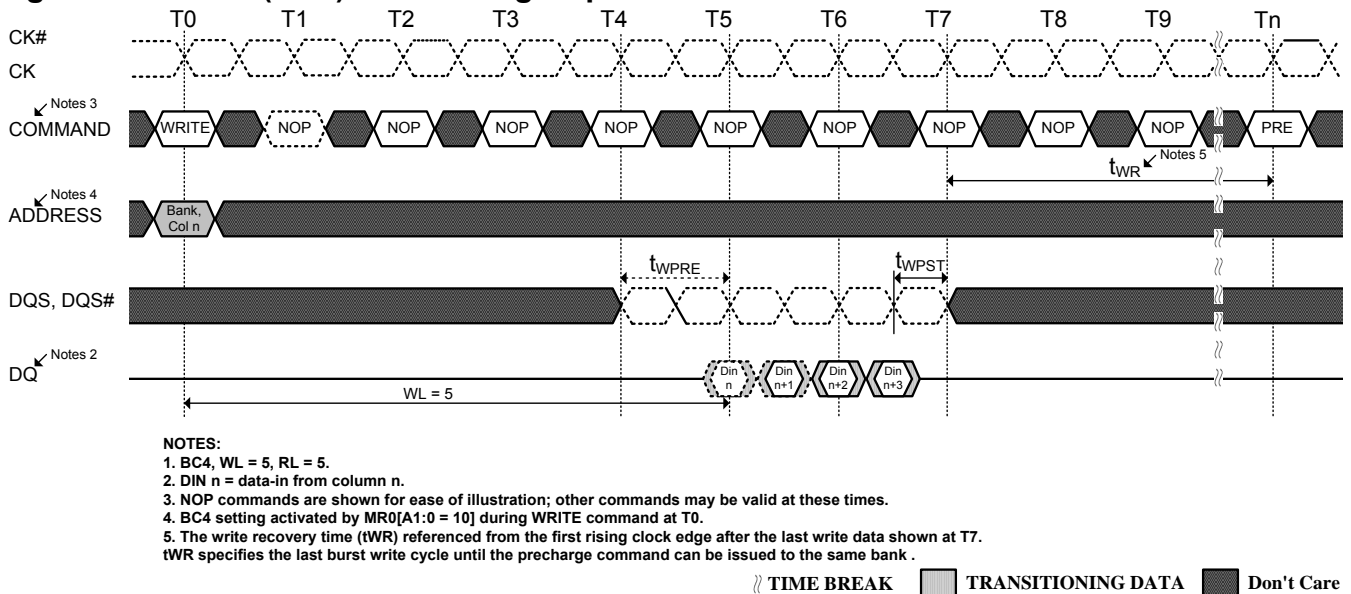 T0 T1 T2 T3 T4 T5 T6 T7 T8 T9 Tn
CK#
CK
Notes 3
COMMAND
WRITE NOP NOP NOP NOP NOP NOP NOP NOP NOP PRE
tWR Notes 5
Notes 4
ADDRESS
Bank,
Col n
tWPRE tWPST
DQS, DQS#
Notes 2
DQ
Din Din Din Din
n n+1 n+2 n+3
WL = 5
NOTES:
1. BC4, WL = 5, RL = 5.
2. DIN n = data-in from column n.
3. NOP commands are shown for ease of illustration; other commands may be valid at these times.
4. BC4 setting activated by MR0[A1:0 = 10] during WRITE command at T0.
5. The write recovery time (tWR) referenced from the first rising clock edge after the last write data shown at T7.
tWR specifies the last burst write cycle until the precharge command can be issued to the same bank .
TIME BREAK TRANSITIONING DATA Don't Care